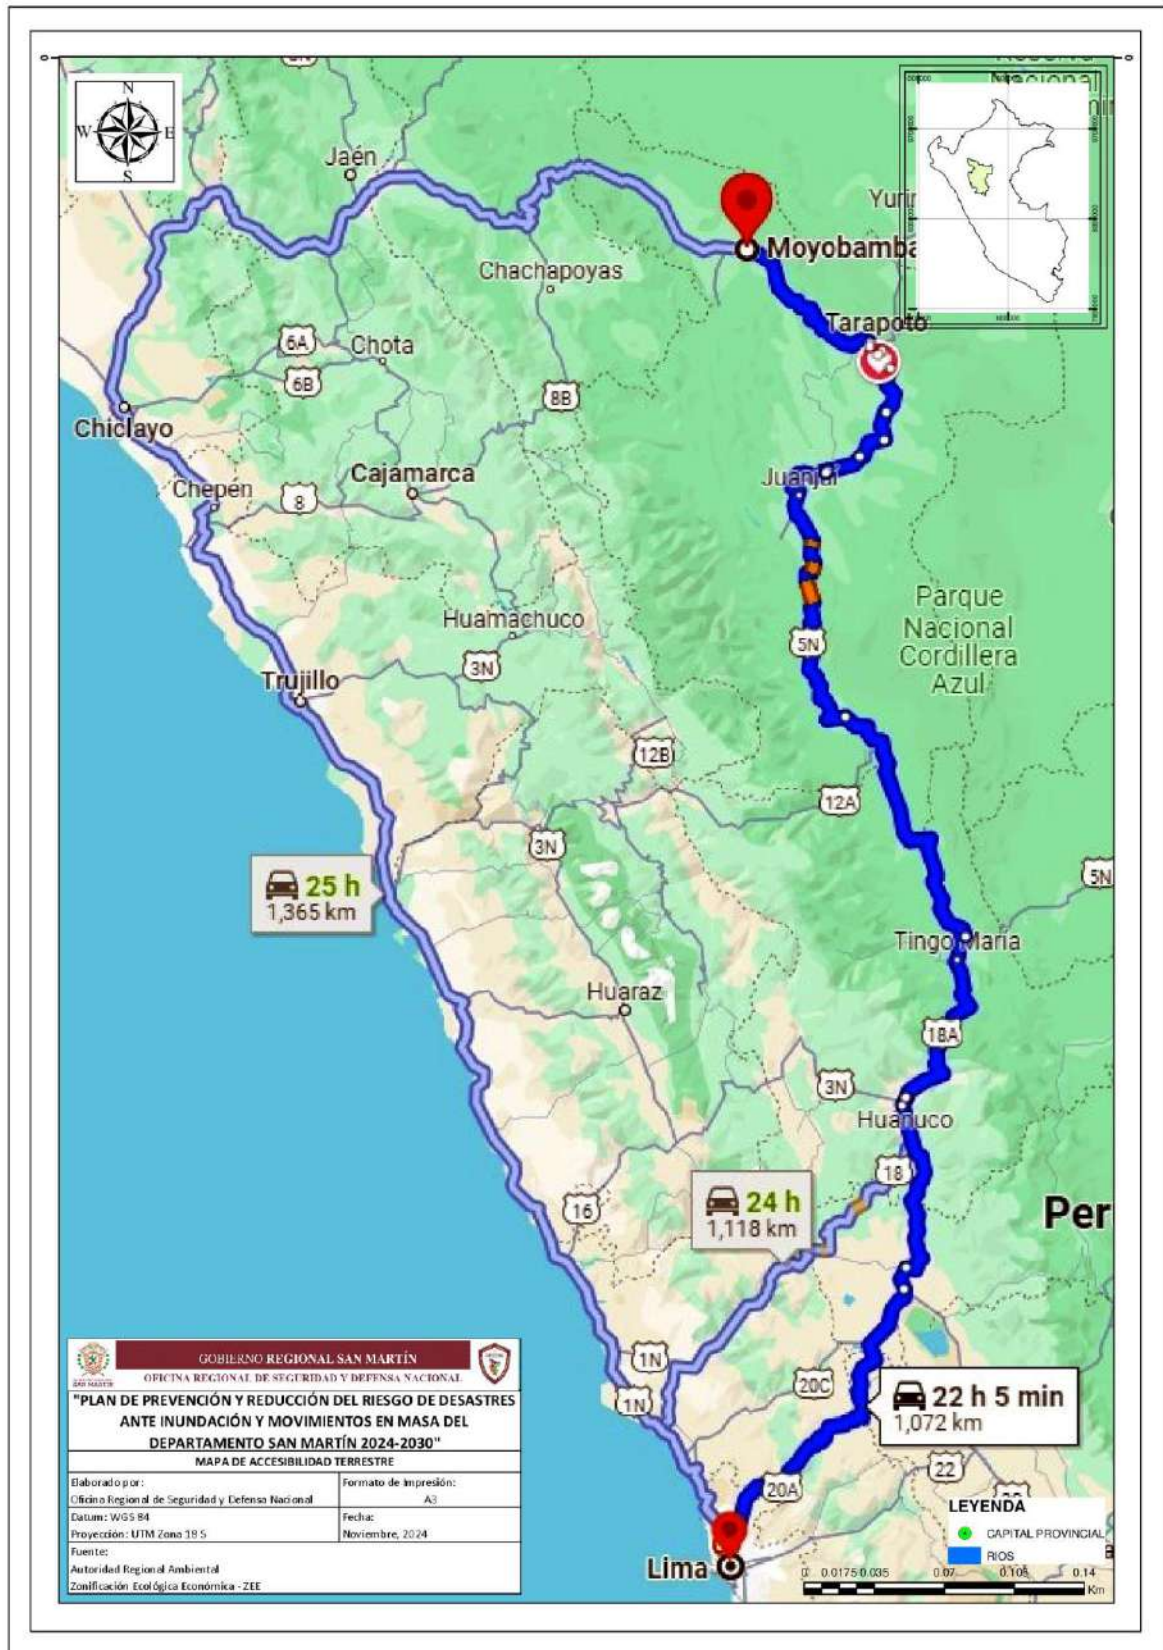 N
W E
S
Nacional
Jaén
Moyobamba
Chachapoyas
Tarapoto
6A
Chota
6B
8B
Chiclayo
Cajamarca
Juanjuí
Chepén
8
Parque
Nacional
Cordillera
Azul
Huamachuco
5N
3N
Trujillo
12B
12A
3N
25 h
1,365 km
5N
Tingo María
Huaraz
18A
3N
Huánuco
18
24 h
1,118 km
16
Per
1N
20C
1N
22 h 5 min
1,072 km
22
20A
Lima
GOBIERNO REGIONAL SAN MARTÍN
OFICINA REGIONAL DE SEGURIDAD Y DEFENSA NACIONAL
"PLAN DE PREVENCIÓN Y REDUCCIÓN DEL RIESGO DE DESASTRES
ANTE INUNDACIÓN Y MOVIMIENTOS EN MASA DEL
DEPARTAMENTO SAN MARTÍN 2024-2030"
MAPA DE ACCESIBILIDAD TERRESTRE
Elaborado por:
Oficina Regional de Seguridad y Defensa Nacional
Formato de Impresión:
A3
Datum: WGS 84
Proyección: UTM Zona 18 S
Fecha:
Noviembre, 2024
Fuente:
Autoridad Regional Ambiental
Zonificación Ecológica Económica - ZEE
LEYENDA
CAPITAL PROVINCIAL
RIOS
0 0.0175 0.035 0.07 0.105 0.14
Km